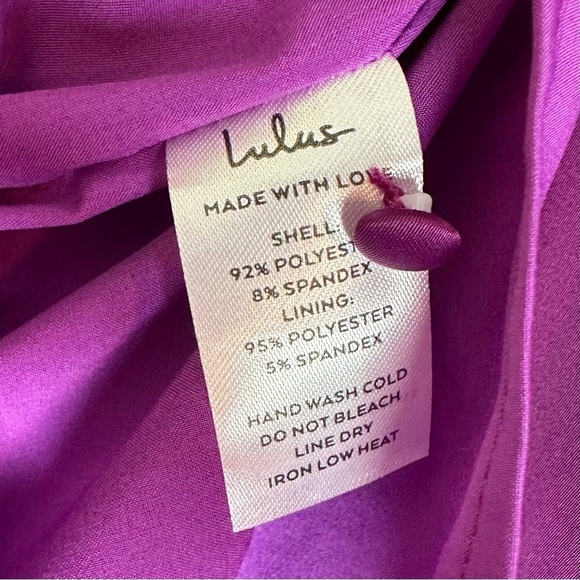 Lulus
MADE WITH LOVE
SHELL:
92% POLYEST
8% SPANDEX
LINING:
95% POLYESTER
5% SPANDEX
HAND WASH COLD
DO NOT BLEACH
LINE DRY
IRON LOW HEAT